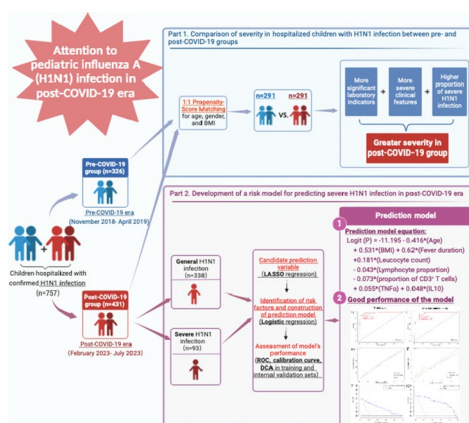 Attention to
pediatric influenza A
(H1N1) infection in
post-COVID-19 era
Part 1. Comparison of severity in hospitalized children with H1N1 infection between pre- and
post-COVID-19 groups
1:1 Propensity-
Score Matching
for age, gender,
and BMI
n=291
n=291
VS.
More
significant
laboratory
indicators
+
More
severe
clinical
features
+
Higher
proportion
of severe
H1N1
infection
Greater severity in
post-COVID-19 group
Pre-COVID-19
group (n=326)
Pre-COVID-19 era
(November 2018- April 2019)
Children hospitalized with
confirmed H1N1 infection
n=757
Post-COVID-19
group (n=431)
Post-COVID-19 era
(February 2023- July 2023)
Part 2. Development of a risk model for predicting severe H1N1 infection in post-COVID-19 era
General H1N1
infeciton
(n=338)
Severe H1N1
infeciton
(n=93)
Candidate prediction
variable
(LASSO regression)
Identification of risk
factors and construction
of prediction model
(Logistic regression)
Assessment of model's
performance
(ROC, calibration curve,
DCA in training and
internal validation sets)
Prediction model
1
Prediction model equation:
Logit (P) = -11.195 - 0.416*(Age)
+ 0.531*(BMI) + 0.62*(Fever duration)
+0.181*(Leucocyte count)
- 0.043*(Lymphocyte proportion)
- 0.073*(proportion of CD3⁺ T cells)
+ 0.055*(TNFα) + 0.048*(IL10)
2
Good performance of the model